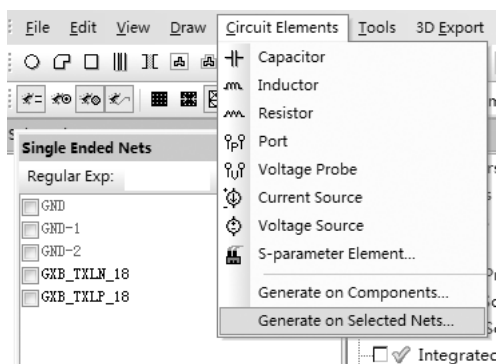 File Edit View Draw Circuit Elements Tools 3D Export
Capacitor
Inductor
Resistor
Port
Voltage Probe
Current Source
Voltage Source
S-parameter Element...
Generate on Components...
Generate on Selected Nets...
Single Ended Nets
Regular Exp:
GND
GND-1
GND-2
GXB_TXLN_18
GXB_TXLP_18
Integrated